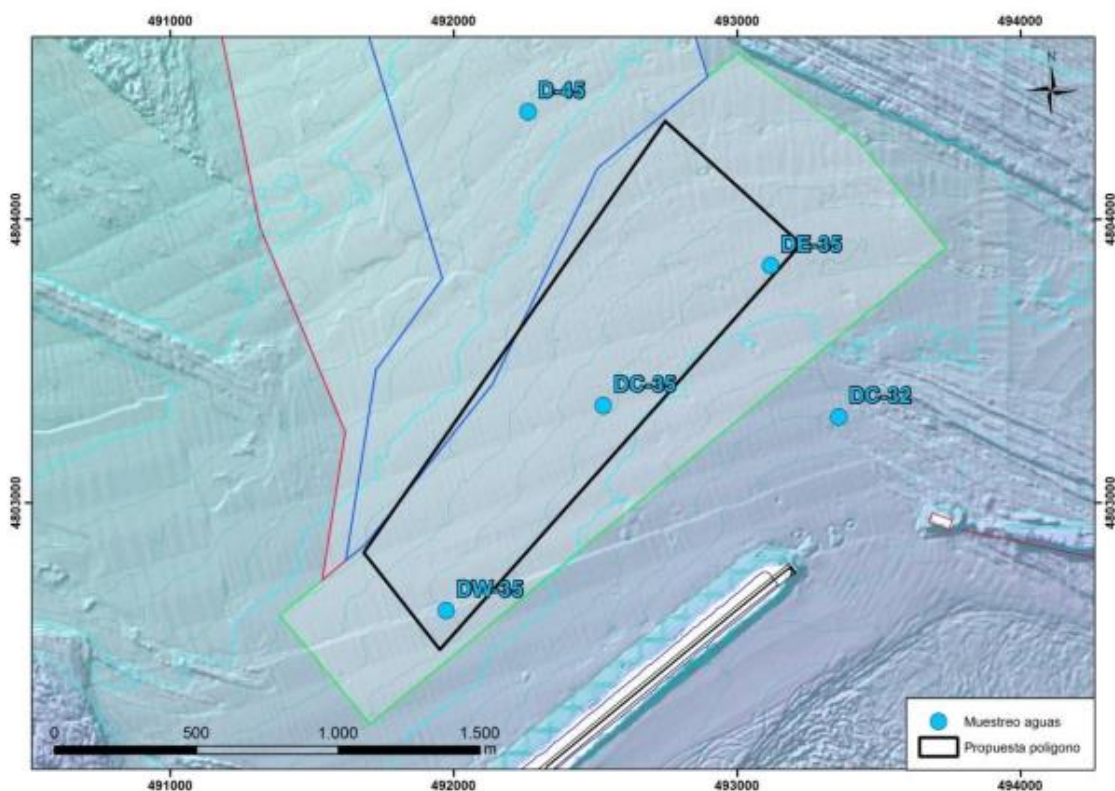 491000 492000 493000 494000
N
D-45
4804000 4804000
DE-35
DC-35
DC-32
4803000 4803000
DW-35
0 500 1.000 1.500
m
Muestreo aguas
Propuesta poligono
491000 492000 493000 494000